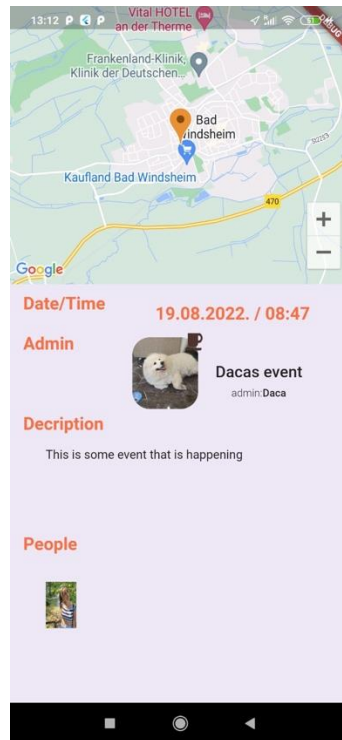 Vital HOTEL
13:12
an der Therme
Frankenland-Klinik,
Klinik der Deutschen...
Bad
Windsheim
Kaufland Bad Windsheim
470
+
−
Google
Date/Time
19.08.2022. / 08:47
Admin
Dacas event
admin:Daca
Decription
This is some event that is happening
People